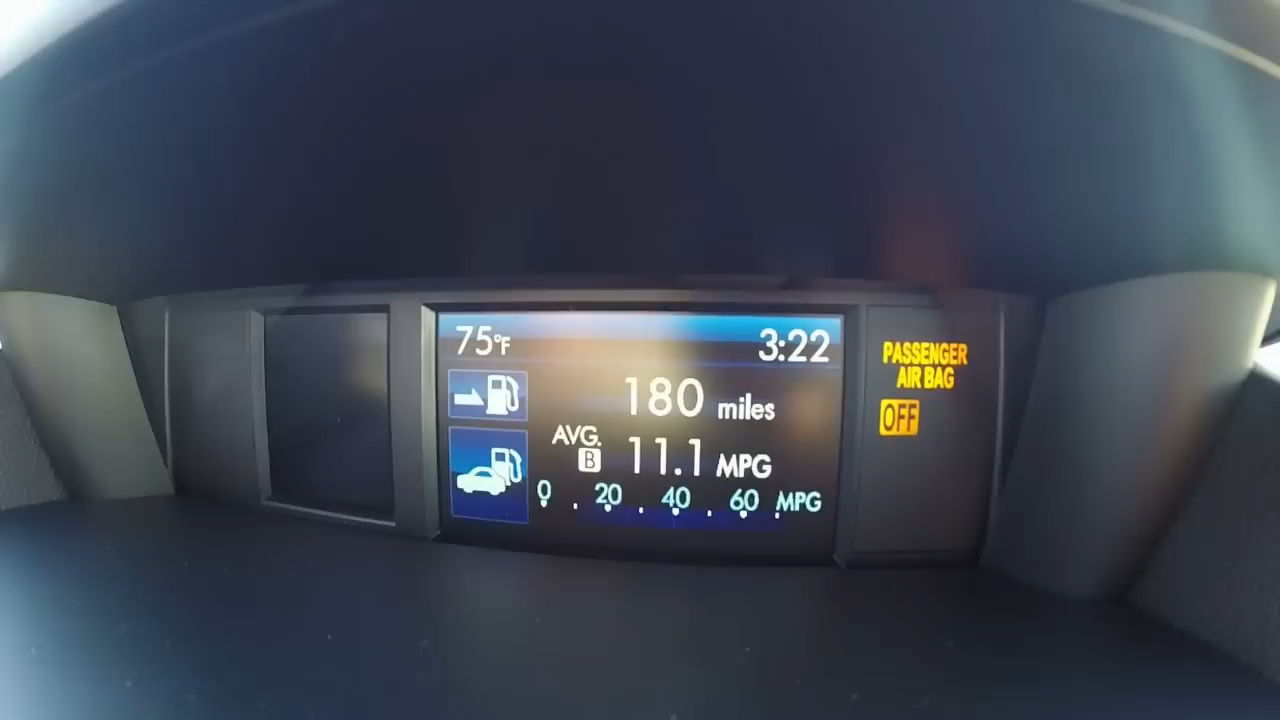 75°F 3:22
180 miles
AVG. B 11.1 MPG
0 20 40 60 MPG
PASSENGER
AIR BAG
OFF